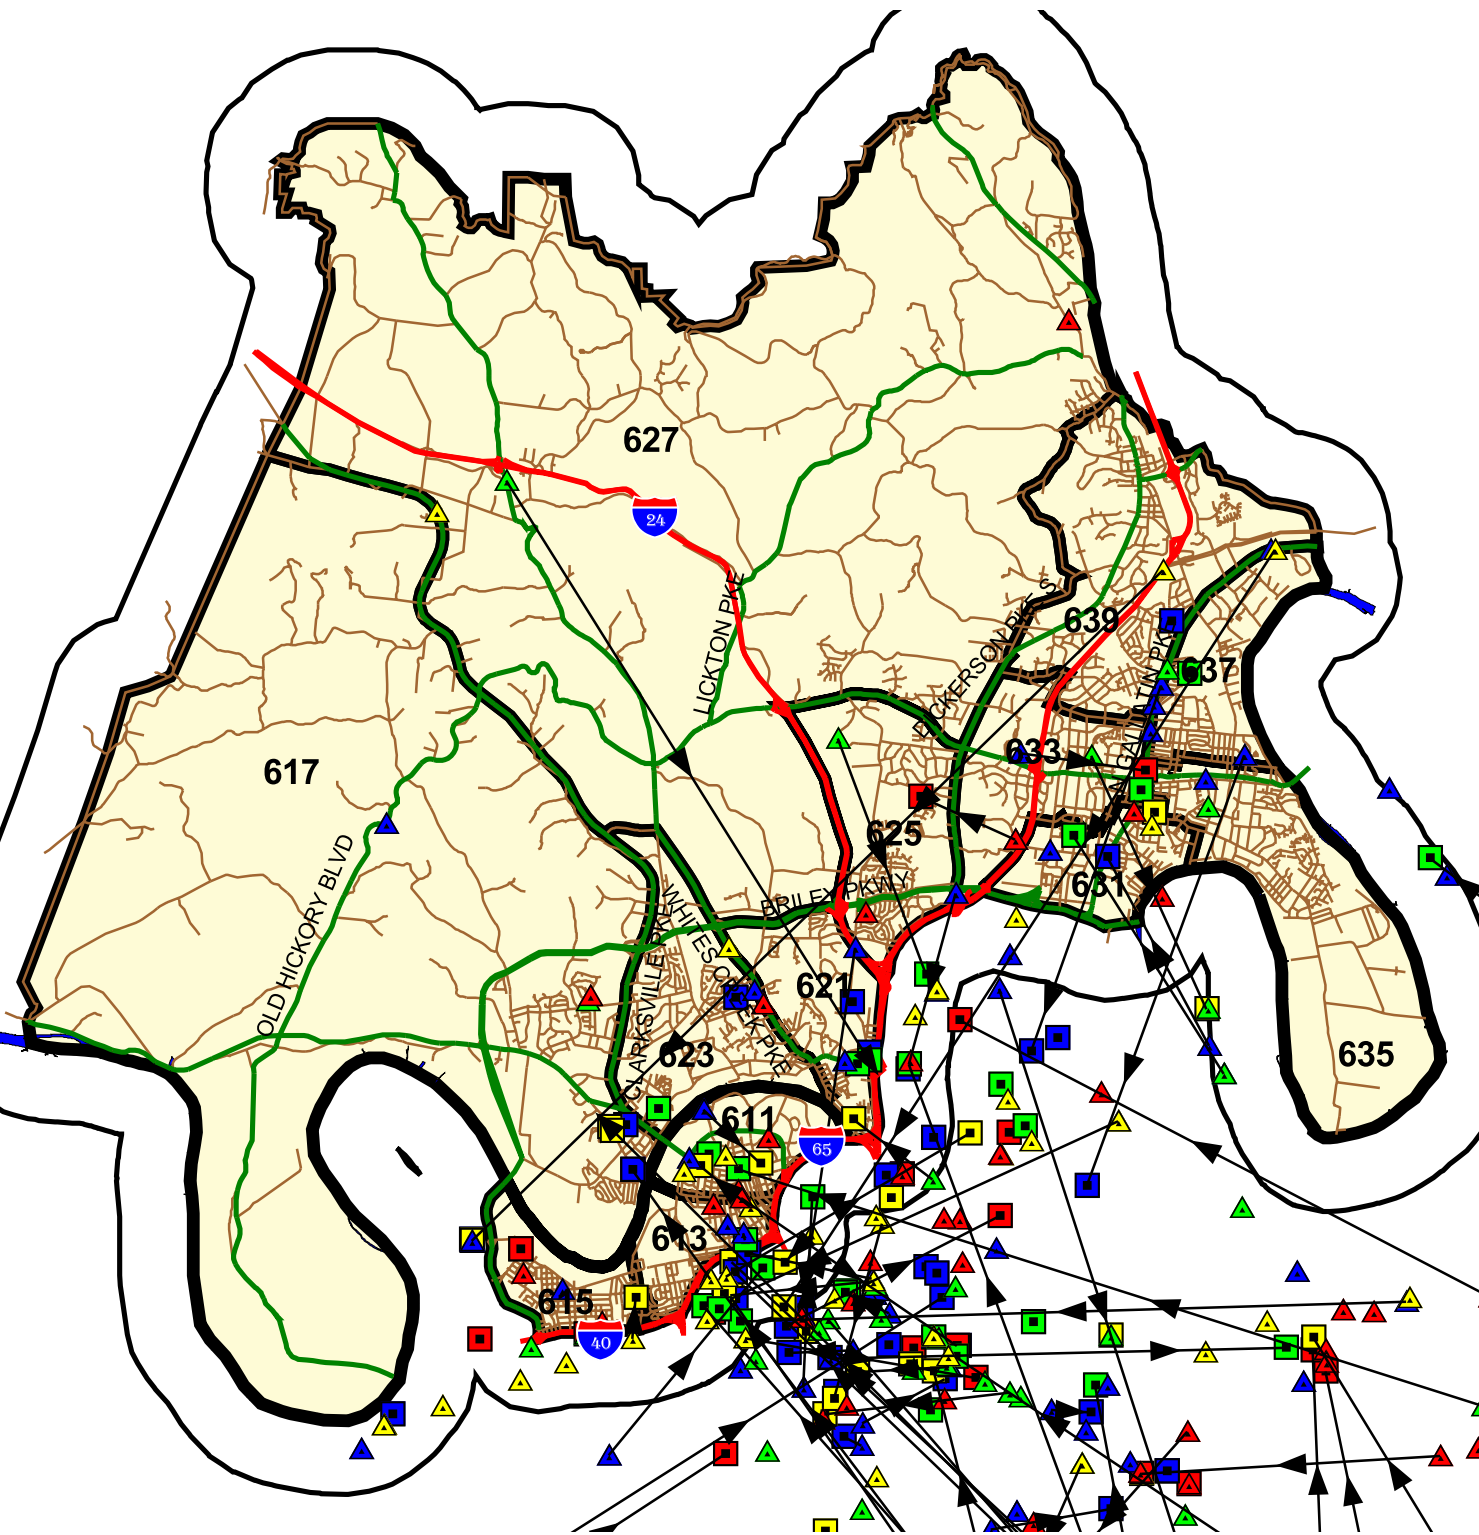 627
24
LICKTON PKE
DICKERSON PKE S
639
637
GALLATIN PKE
633
617
625
OLD HICKORY BLVD
BRILEY PKWY
631
WHITES CREEK PKE
CLARKSVILLE PKE
621
623
635
611
65
613
615
40